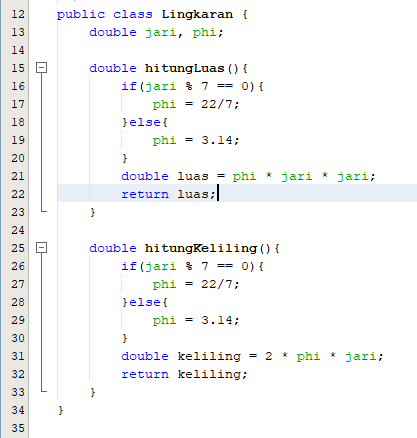 12 public class Lingkaran {
13     double jari, phi;
14
15     double hitungLuas(){
16         if(jari % 7 == 0){
17             phi = 22/7;
18         }else{
19             phi = 3.14;
20         }
21         double luas = phi * jari * jari;
22         return luas;
23     }
24
25     double hitungKeliling(){
26         if(jari % 7 == 0){
27             phi = 22/7;
28         }else{
29             phi = 3.14;
30         }
31         double keliling = 2 * phi * jari;
32         return keliling;
33     }
34 }
35